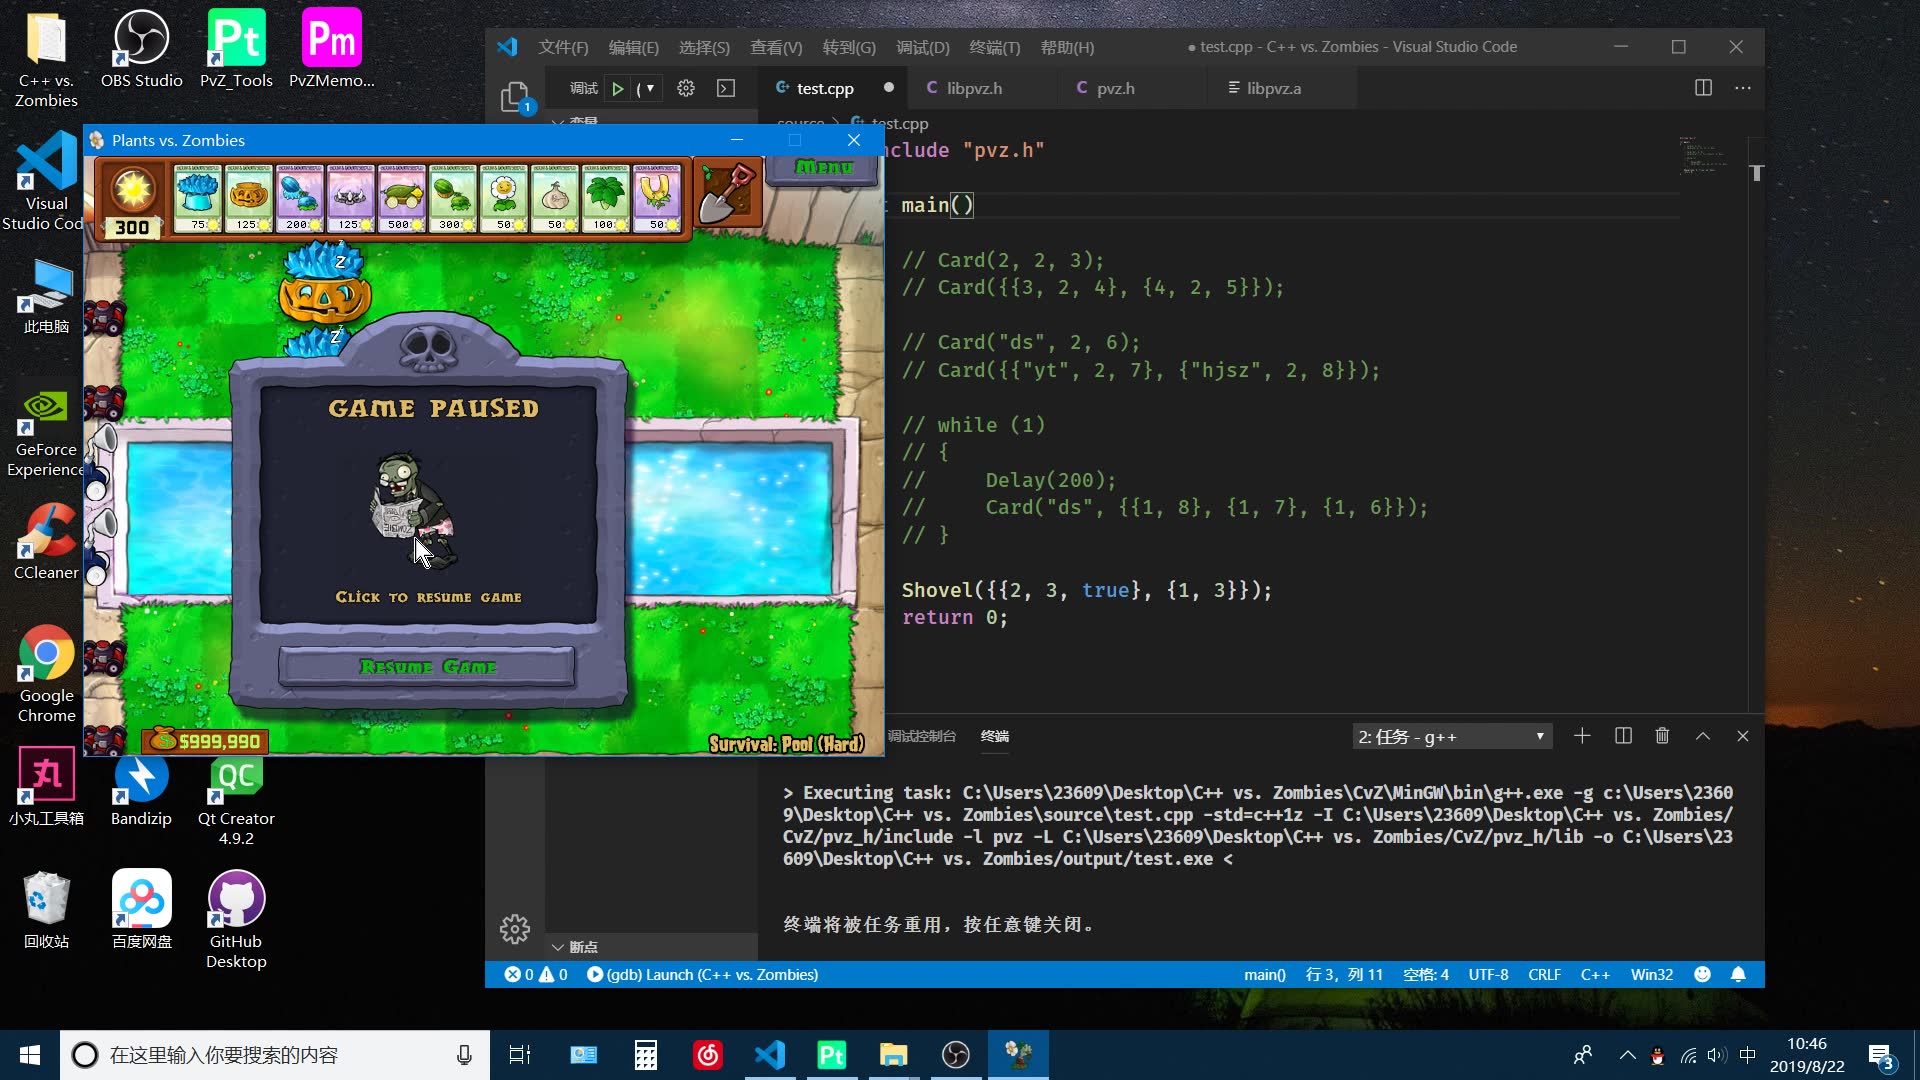 C++ vs. Zombies
OBS Studio
Pt
PvZ_Tools
Pm
PvZMemo...
Visual Studio Cod
此电脑
GeForce Experience
CCleaner
Google Chrome
丸
小丸工具箱
Bandizip
QC
Qt Creator 4.9.2
回收站
百度网盘
GitHub Desktop
文件(F) 编辑(E) 选择(S) 查看(V) 转到(G) 调试(D) 终端(T) 帮助(H)
● test.cpp - C++ vs. Zombies - Visual Studio Code
1
调试 (
test.cpp
C libpvz.h
C pvz.h
libpvz.a
变量
source > test.cpp
Plants vs. Zombies
300
75 125 200 125 500 300 50 50 100 50
Menu
z
z
GAME PAUSED
CLICK TO RESUME GAME
Resume Game
$999,990
Survival: Pool (Hard)
clude "pvz.h"
main()
// Card(2, 2, 3);
// Card({{3, 2, 4}, {4, 2, 5}});
// Card("ds", 2, 6);
// Card({{"yt", 2, 7}, {"hjsz", 2, 8}});
// while (1)
// {
//     Delay(200);
//     Card("ds", {{1, 8}, {1, 7}, {1, 6}});
// }
Shovel({{2, 3, true}, {1, 3}});
return 0;
调试控制台 终端
2: 任务 - g++
> Executing task: C:\Users\23609\Desktop\C++ vs. Zombies\CvZ\MinGW\bin\g++.exe -g c:\Users\2360
9\Desktop\C++ vs. Zombies\source\test.cpp -std=c++1z -I C:\Users\23609\Desktop\C++ vs. Zombies/
CvZ/pvz_h/include -l pvz -L C:\Users\23609\Desktop\C++ vs. Zombies/CvZ/pvz_h/lib -o C:\Users\23
609\Desktop\C++ vs. Zombies/output/test.exe <
终端将被任务重用，按任意键关闭。
断点
0 0 (gdb) Launch (C++ vs. Zombies)
main() 行 3，列 11 空格: 4 UTF-8 CRLF C++ Win32
在这里输入你要搜索的内容
Pt
中
10:46
2019/8/22
3